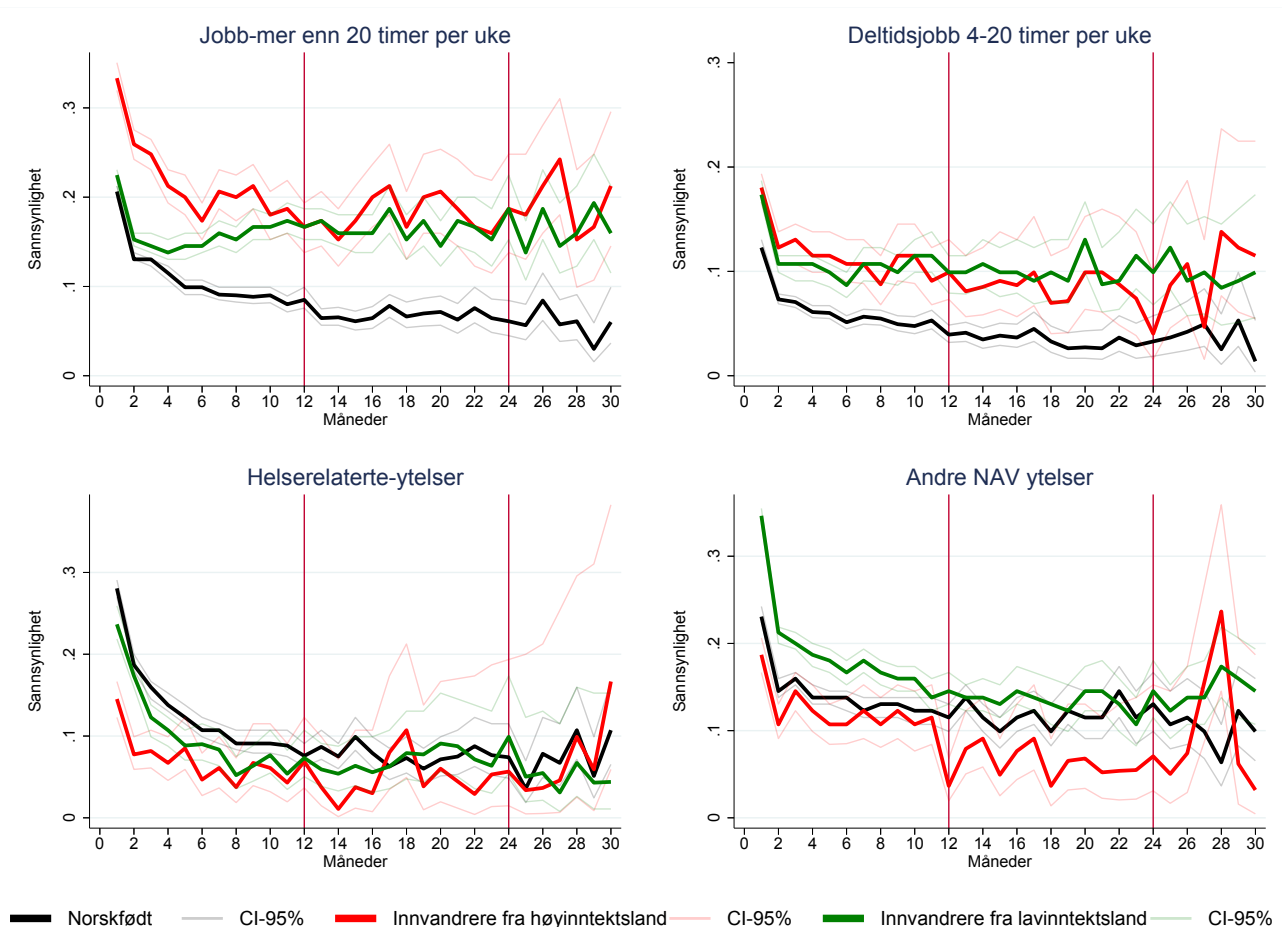 Jobb-mer enn 20 timer per uke
Sannsynlighet
0 .1 .2 .3
0 2 4 6 8 10 12 14 16 18 20 22 24 26 28 30
Måneder
Deltidsjobb 4-20 timer per uke
Sannsynlighet
0 .1 .2 .3
0 2 4 6 8 10 12 14 16 18 20 22 24 26 28 30
Måneder
Helserelaterte-ytelser
Sannsynlighet
0 .1 .2 .3
0 2 4 6 8 10 12 14 16 18 20 22 24 26 28 30
Måneder
Andre NAV ytelser
Sannsynlighet
0 .1 .2 .3
0 2 4 6 8 10 12 14 16 18 20 22 24 26 28 30
Måneder
Norskfødt CI-95% Innvandrere fra høyinntektsland CI-95% Innvandrere fra lavinntektsland CI-95%